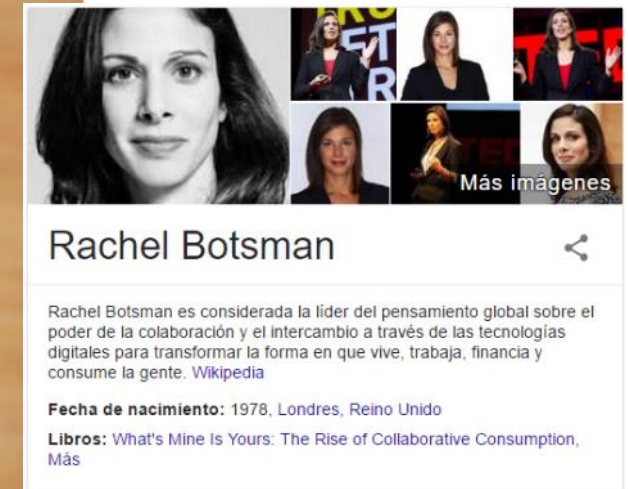 Más imágenes
Rachel Botsman
Rachel Botsman es considerada la líder del pensamiento global sobre el
poder de la colaboración y el intercambio a través de las tecnologías
digitales para transformar la forma en que vive, trabaja, financia y
consume la gente. Wikipedia
Fecha de nacimiento: 1978, Londres, Reino Unido
Libros: What's Mine Is Yours: The Rise of Collaborative Consumption,
Más